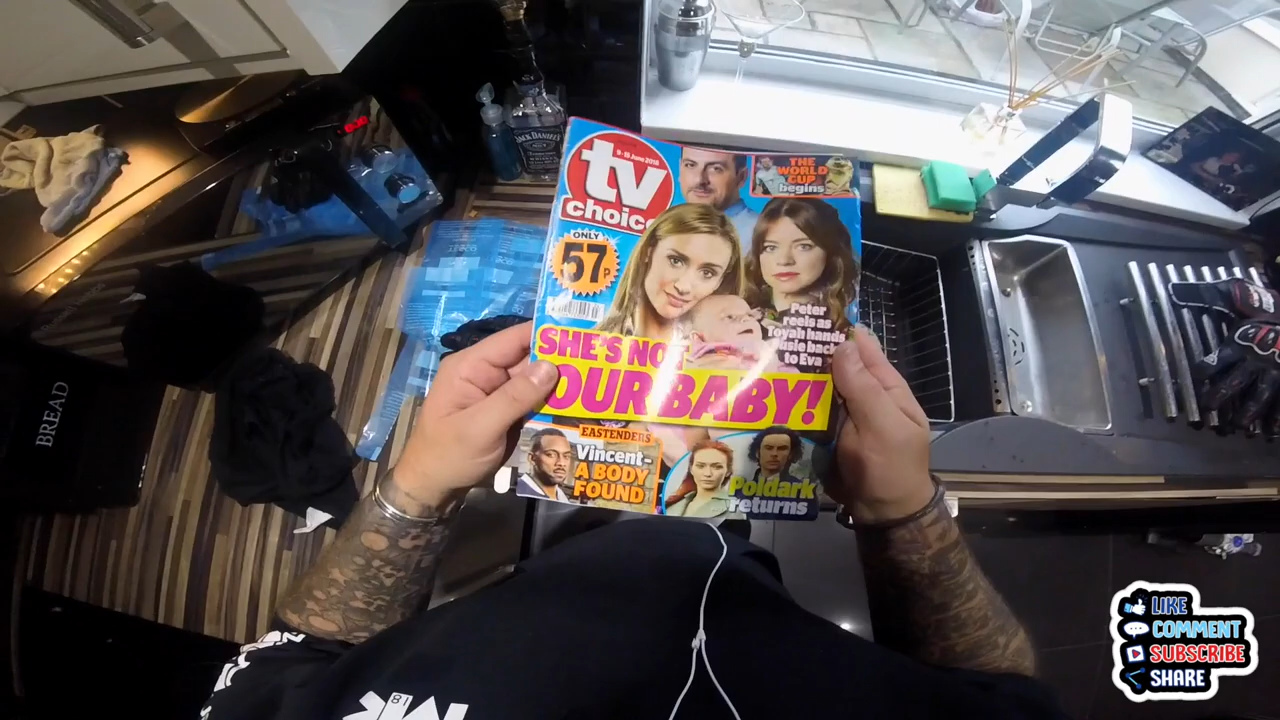 9-15 June 2018
tv
choice
THE
WORLD
CUP
begins
ONLY
57p
Peter
reels as
Toyah hands
Susie back
to Eva
SHE'S NOT
OUR BABY!
EASTENDERS
Vincent-
A BODY
FOUND
Poldark
returns
JACK DANIEL'S
BREAD
18
LIKE
COMMENT
SUBSCRIBE
SHARE